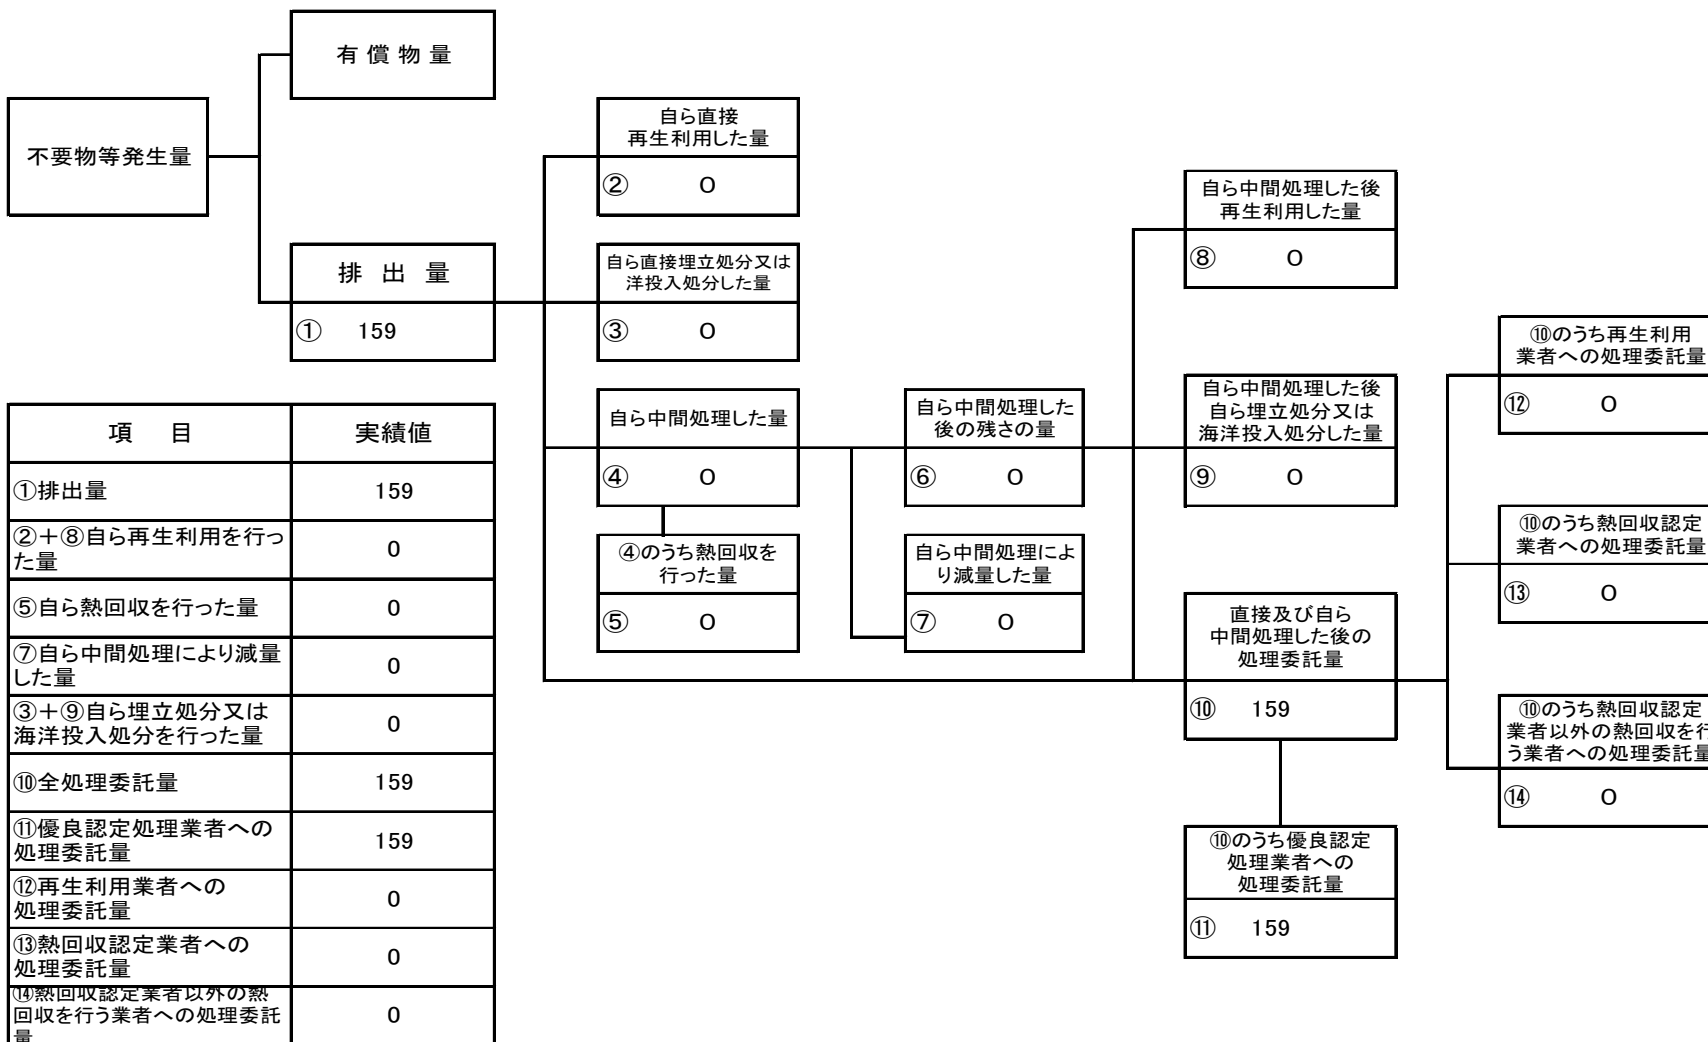 有償物量
不要物等発生量
排出量
① 159
自ら直接
再生利用した量
② 0
自ら直接埋立処分又は
洋投入処分した量
③ 0
自ら中間処理した量
④ 0
④のうち熱回収を
行った量
⑤ 0
自ら中間処理した
後の残さの量
⑥ 0
自ら中間処理によ
り減量した量
⑦ 0
自ら中間処理した後
再生利用した量
⑧ 0
自ら中間処理した後
自ら埋立処分又は
海洋投入処分した量
⑨ 0
直接及び自ら
中間処理した後の
処理委託量
⑩ 159
⑩のうち優良認定
処理業者への
処理委託量
⑪ 159
⑩のうち再生利用
業者への処理委託量
⑫ 0
⑩のうち熱回収認定
業者への処理委託量
⑬ 0
⑩のうち熱回収認定
業者以外の熱回収を行
う業者への処理委託量
⑭ 0
項 目 実績値
①排出量 159
②＋⑧自ら再生利用を行っ
た量 0
⑤自ら熱回収を行った量 0
⑦自ら中間処理により減量
した量 0
③＋⑨自ら埋立処分又は
海洋投入処分を行った量 0
⑩全処理委託量 159
⑪優良認定処理業者への
処理委託量 159
⑫再生利用業者への
処理委託量 0
⑬熱回収認定業者への
処理委託量 0
⑭熱回収認定業者以外の熱
回収を行う業者への処理委託
量 0